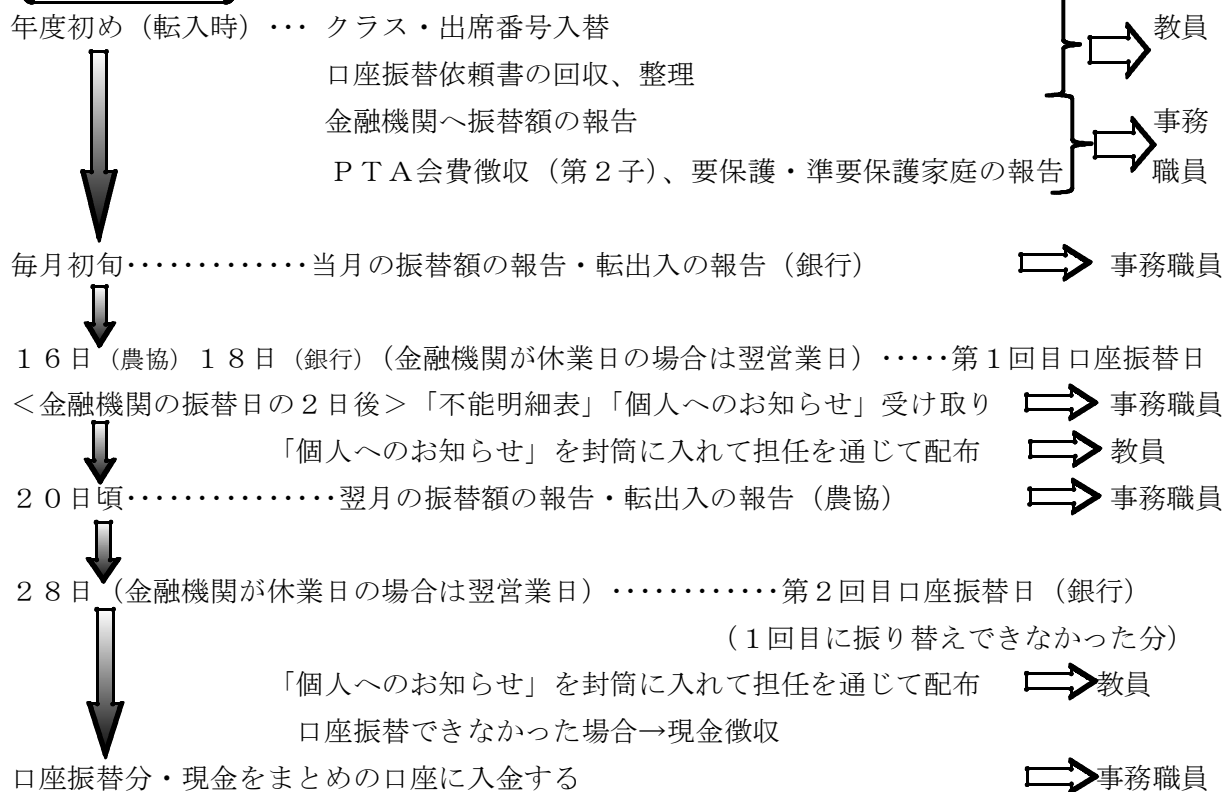 年度初め（転入時）… クラス・出席番号入替 教員
口座振替依頼書の回収、整理
金融機関へ振替額の報告 事務
ＰＴＡ会費徴収（第２子）、要保護・準要保護家庭の報告 職員
毎月初旬・・・・・・・・・・・・・当月の振替額の報告・転出入の報告（銀行） 事務職員
１６日（農協）１８日（銀行）（金融機関が休業日の場合は翌営業日）・・・・・第１回目口座振替日
＜金融機関の振替日の２日後＞「不能明細表」「個人へのお知らせ」受け取り 事務職員
「個人へのお知らせ」を封筒に入れて担任を通じて配布 教員
２０日頃・・・・・・・・・・・・・・・翌月の振替額の報告・転出入の報告（農協） 事務職員
２８日（金融機関が休業日の場合は翌営業日）・・・・・・・・・・・・第２回目口座振替日（銀行）
（１回目に振り替えできなかった分）
「個人へのお知らせ」を封筒に入れて担任を通じて配布 教員
口座振替できなかった場合→現金徴収
口座振替分・現金をまとめの口座に入金する 事務職員